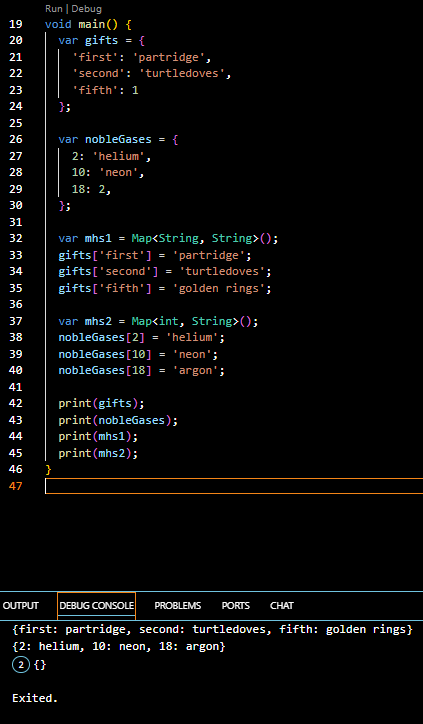 Run | Debug
19 void main() {
20   var gifts = {
21     'first': 'partridge',
22     'second': 'turtledoves',
23     'fifth': 1
24   };
25
26   var nobleGases = {
27     2: 'helium',
28     10: 'neon',
29     18: 2,
30   };
31
32   var mhs1 = Map<String, String>();
33   gifts['first'] = 'partridge';
34   gifts['second'] = 'turtledoves';
35   gifts['fifth'] = 'golden rings';
36
37   var mhs2 = Map<int, String>();
38   nobleGases[2] = 'helium';
39   nobleGases[10] = 'neon';
40   nobleGases[18] = 'argon';
41
42   print(gifts);
43   print(nobleGases);
44   print(mhs1);
45   print(mhs2);
46 }
47
OUTPUT DEBUG CONSOLE PROBLEMS PORTS CHAT
{first: partridge, second: turtledoves, fifth: golden rings}
{2: helium, 10: neon, 18: argon}
2 {}
Exited.